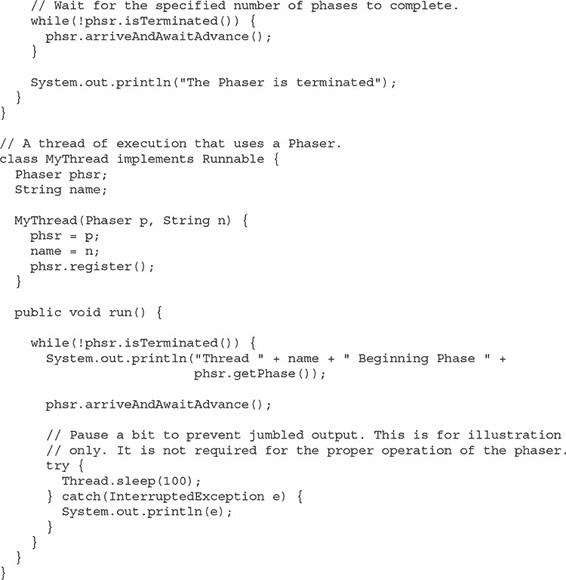 // Wait for the specified number of phases to complete.
    while(!phsr.isTerminated()) {
      phsr.arriveAndAwaitAdvance();
    }

    System.out.println("The Phaser is terminated");
  }
}

// A thread of execution that uses a Phaser.
class MyThread implements Runnable {
  Phaser phsr;
  String name;

  MyThread(Phaser p, String n) {
    phsr = p;
    name = n;
    phsr.register();
  }

  public void run() {

    while(!phsr.isTerminated()) {
      System.out.println("Thread " + name + " Beginning Phase " +
                         phsr.getPhase());

      phsr.arriveAndAwaitAdvance();

      // Pause a bit to prevent jumbled output. This is for illustration
      // only. It is not required for the proper operation of the phaser.
      try {
        Thread.sleep(100);
      } catch(InterruptedException e) {
        System.out.println(e);
      }
    }
  }
}